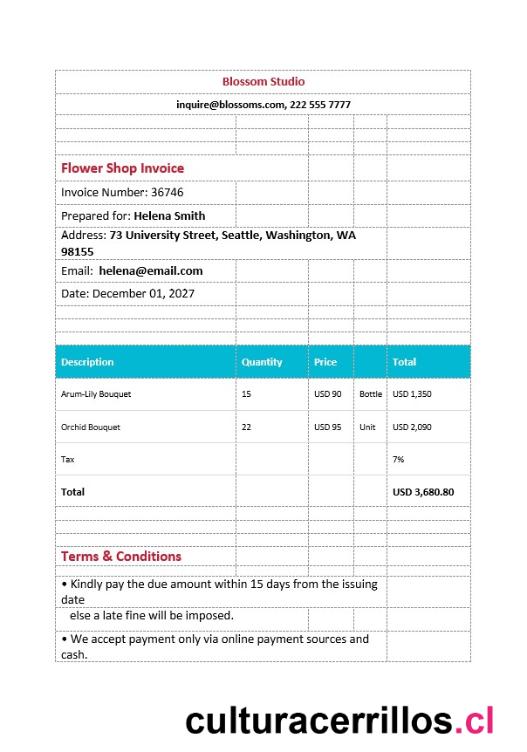 Blossom Studio
inquire@blossoms.com, 222 555 7777
Flower Shop Invoice
Invoice Number: 36746
Prepared for: Helena Smith
Address: 73 University Street, Seattle, Washington, WA
98155
Email: helena@email.com
Date: December 01, 2027
Description Quantity Price Total
Arum-Lily Bouquet 15 USD 90 Bottle USD 1,350
Orchid Bouquet 22 USD 95 Unit USD 2,090
Tax 7%
Total USD 3,680.80
Terms & Conditions
• Kindly pay the due amount within 15 days from the issuing
date
else a late fine will be imposed.
• We accept payment only via online payment sources and
cash.
culturacerrillos.cl